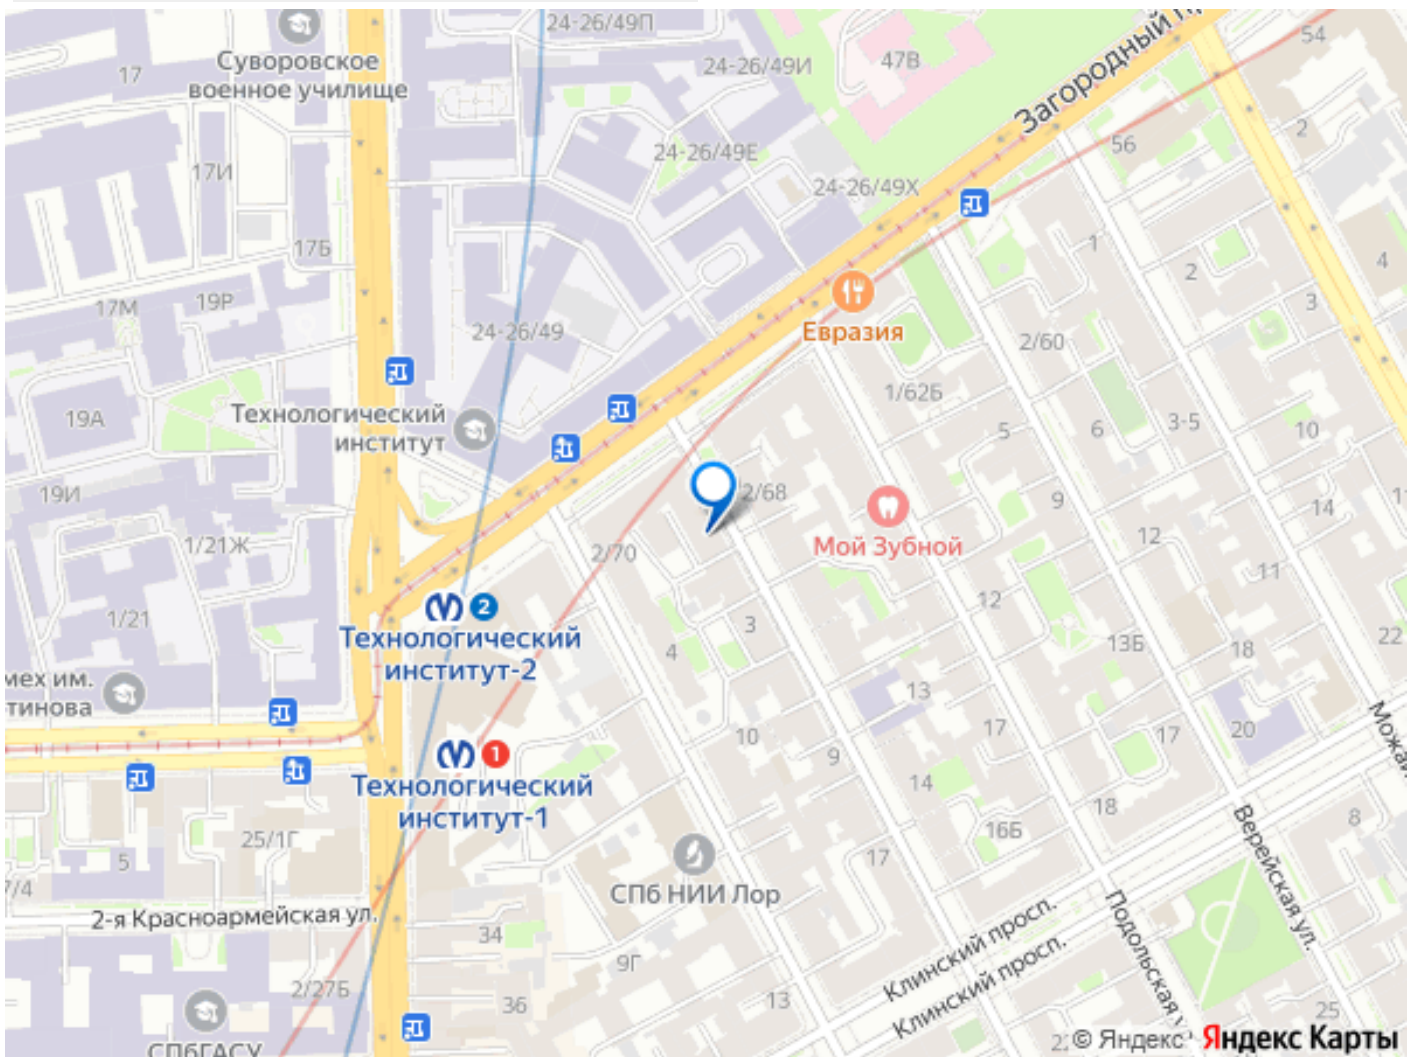 24-26/49П
Суворовское
военное училище
17
24-26/49И
47В
Загородный п
54
2
56
24-26/49Е
17И
24-26/49Х
17Б
1
2
4
17М
19Р
3
24-26/49
Евразия
2/60
1/62Б
19А
Технологический
институт
5
6
3-5
10
19И
2/68
9
14
1/21Ж
2/70
Мой Зубной
12
11
1/21
2
Технологический
институт-2
3
4
12
13Б
18
22
мех им.
тинова
13
20
10
17
17
9
1
Технологический
институт-1
14
18
Можай
Верейская ул.
8
25/1Г
5
16Б
17
7/4
СПб НИИ Лор
2-я Красноармейская ул.
34
Клинский просп.
Клинский просп.
Подольская у
9Г
2/27Б
36
13
25
СПбГАСУ
© Яндекс
Яндекс Карты